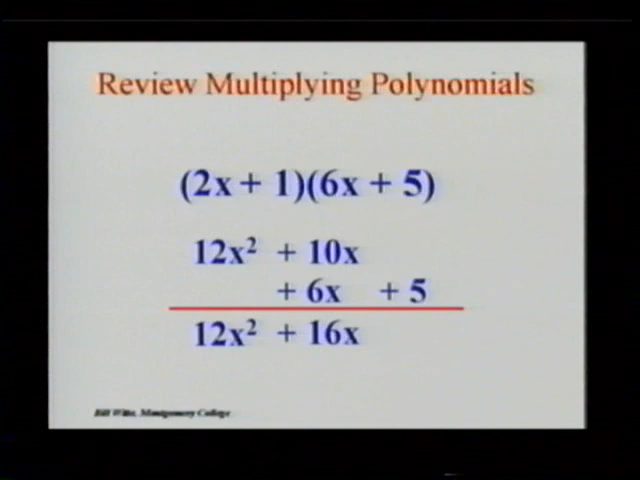 Review Multiplying Polynomials
(2x + 1)(6x + 5)
12x² + 10x
+ 6x + 5
12x² + 16x
Bill Witte, Montgomery College